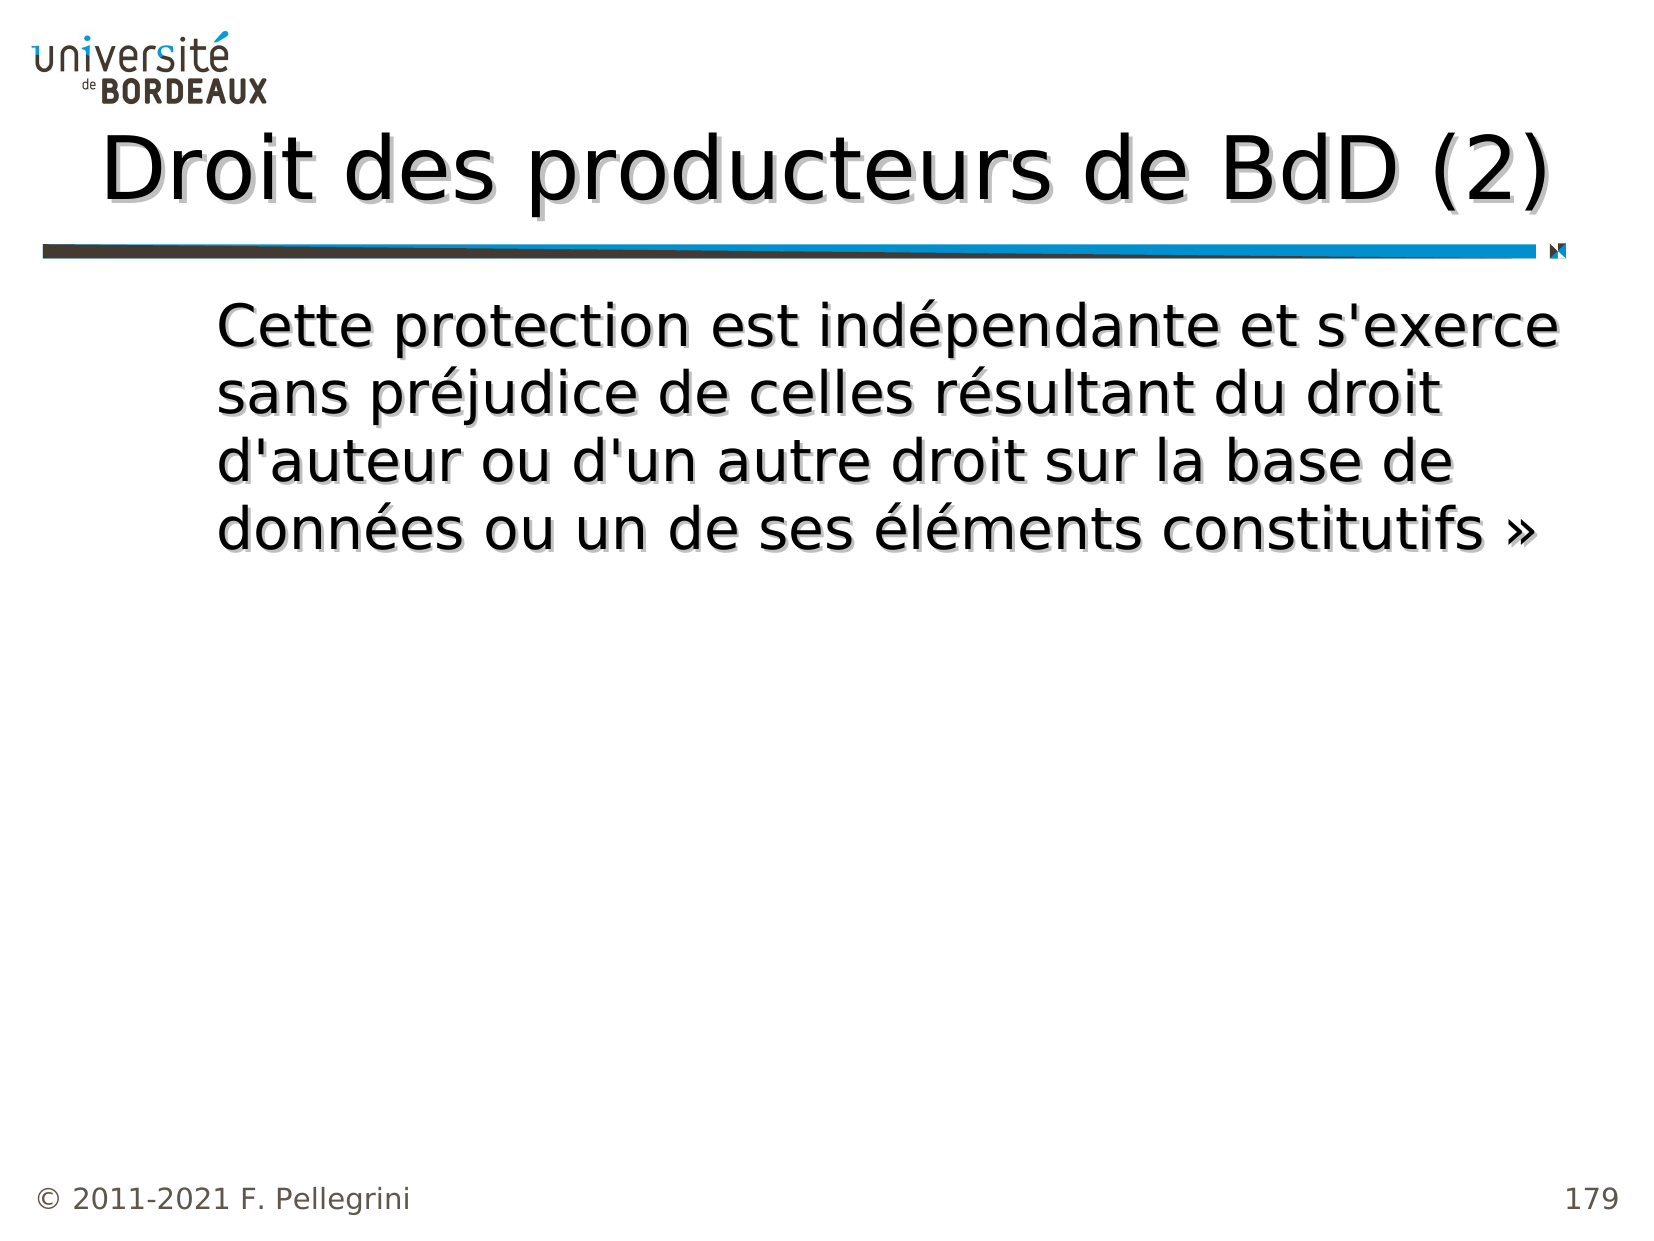 université
de BORDEAUX
Droit des producteurs de BdD (2)
Cette protection est indépendante et s'exerce
sans préjudice de celles résultant du droit
d'auteur ou d'un autre droit sur la base de
données ou un de ses éléments constitutifs »
© 2011-2021 F. Pellegrini
179